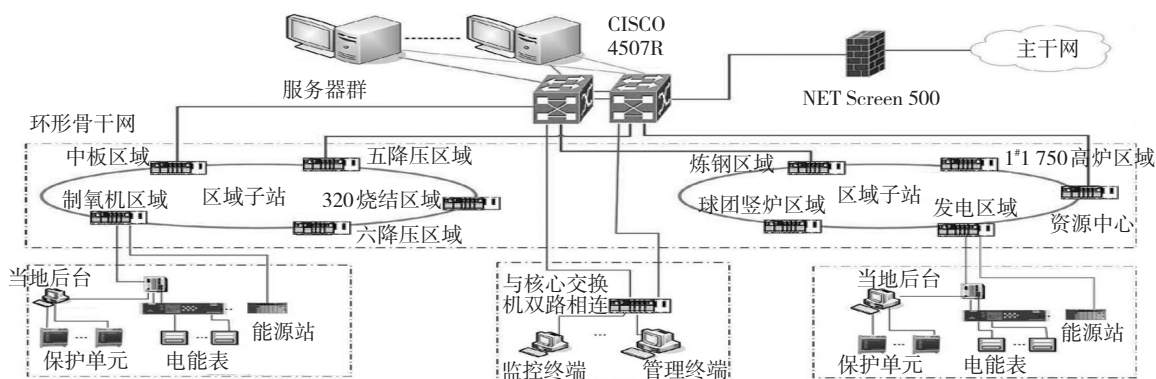 CISCO
4507R
服务器群
NET Screen 500
主干网
环形骨干网
中板区域
五降压区域
炼钢区域
1#1 750高炉区域
制氧机区域
区域子站
320烧结区域
区域子站
球团竖炉区域
发电区域
资源中心
六降压区域
当地后台
与核心交换
机双路相连
当地后台
能源站
能源站
保护单元
电能表
监控终端
管理终端
保护单元
电能表